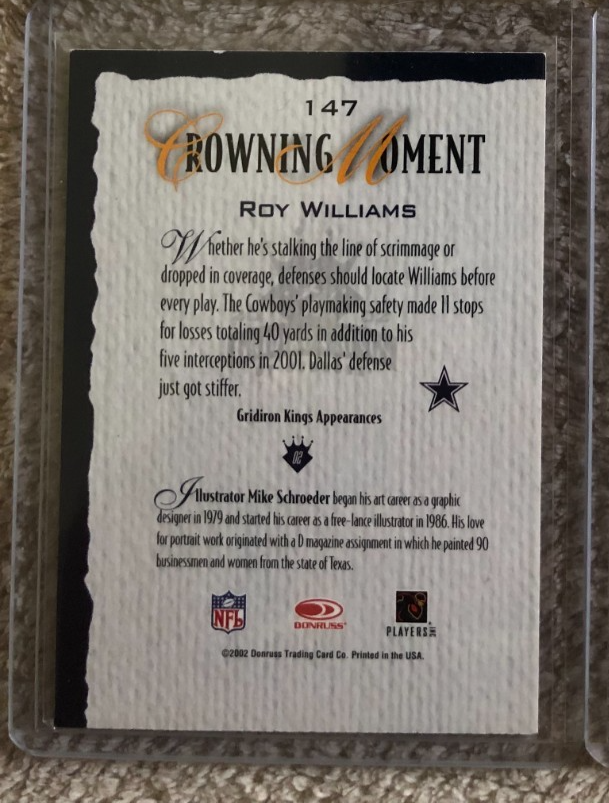 147
CROWNING MOMENT
ROY WILLIAMS
Whether he's stalking the line of scrimmage or
dropped in coverage, defenses should locate Williams before
every play. The Cowboys' playmaking safety made 11 stops
for losses totaling 40 yards in addition to his
five interceptions in 2001. Dallas' defense
just got stiffer.
Gridiron Kings Appearances
02
Illustrator Mike Schroeder began his art career as a graphic
designer in 1979 and started his career as a free-lance illustrator in 1986. His love
for portrait work originated with a D magazine assignment in which he painted 90
businessmen and women from the state of Texas.
NFL
DONRUSS
PLAYERS INC
©2002 Donruss Trading Card Co. Printed in the USA.